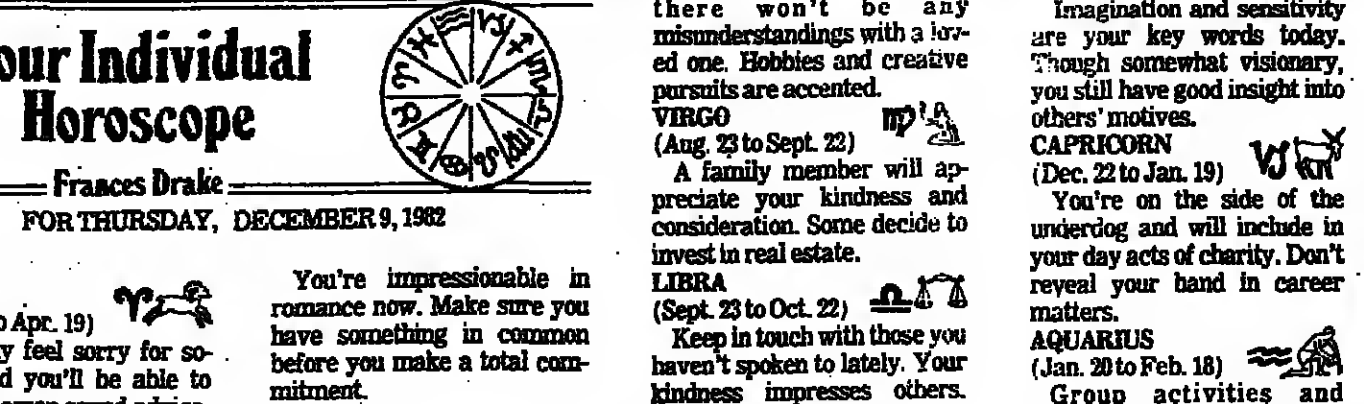 our Individual
Horoscope
Frances Drake
FOR THURSDAY, DECEMBER 9, 1982
Apr. 19)
feel sorry for so-
you'll be able to
advice
You're impressionable in
romance now. Make sure you
have something in common
before you make a total com-
mitment.
there won't be any
misunderstandings with a lov-
ed one. Hobbies and creative
pursuits are accented.
VIRGO
(Aug. 23 to Sept. 22)
A family member will ap-
preciate your kindness and
consideration. Some decide to
invest in real estate.
LIBRA
(Sept. 23 to Oct. 22)
Keep in touch with those you
haven't spoken to lately. Your
kindness impresses others.
Imagination and sensitivity
are your key words today.
Though somewhat visionary,
you still have good insight into
others' motives.
CAPRICORN
(Dec. 22 to Jan. 19)
You're on the side of the
underdog and will include in
your day acts of charity. Don't
reveal your hand in career
matters.
AQUARIUS
(Jan. 20 to Feb. 18)
Group activities and